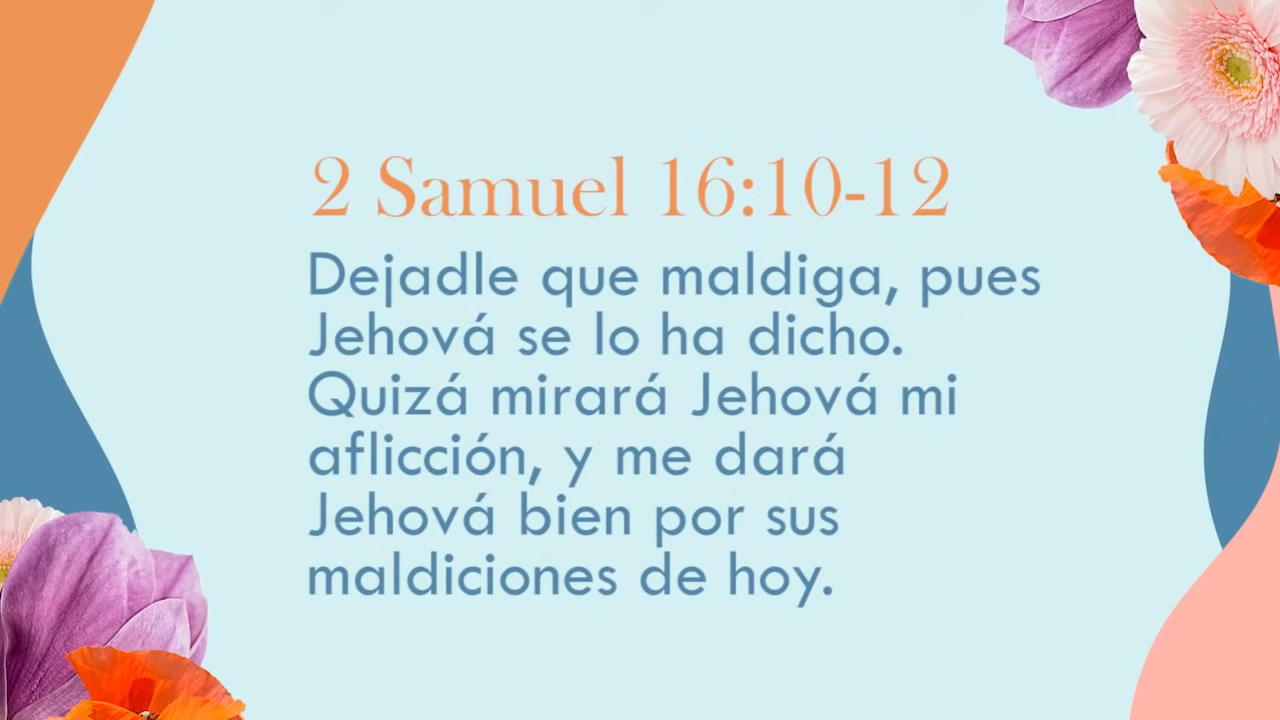 2 Samuel 16:10-12
Dejadle que maldiga, pues
Jehová se lo ha dicho.
Quizá mirará Jehová mi
aflicción, y me dará
Jehová bien por sus
maldiciones de hoy.